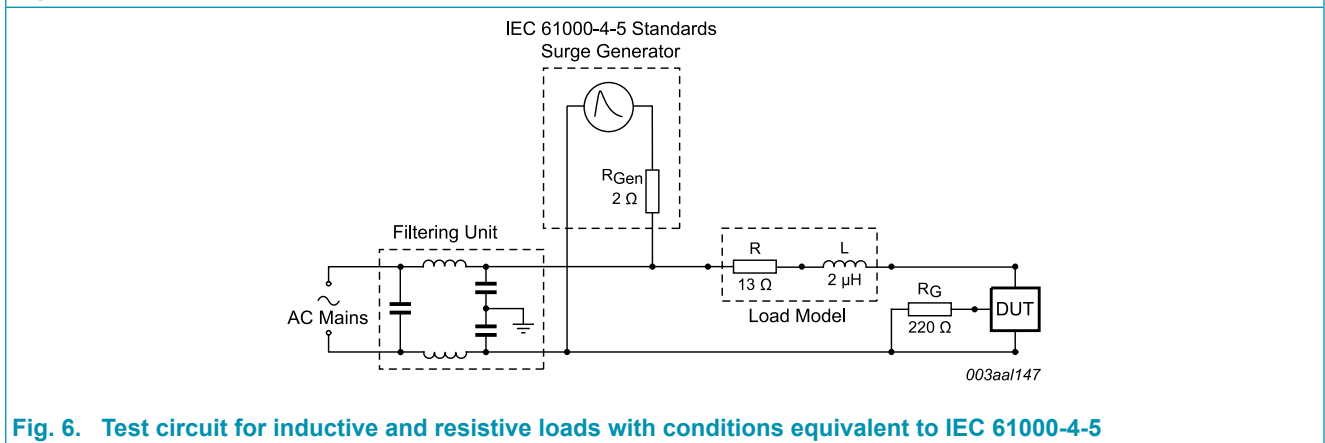 IEC 61000-4-5 Standards
Surge Generator
RGen
2 Ω
Filtering Unit
AC Mains
R
13 Ω
L
2 μH
Load Model
RG
220 Ω
DUT
003aal147
Fig. 6. Test circuit for inductive and resistive loads with conditions equivalent to IEC 61000-4-5